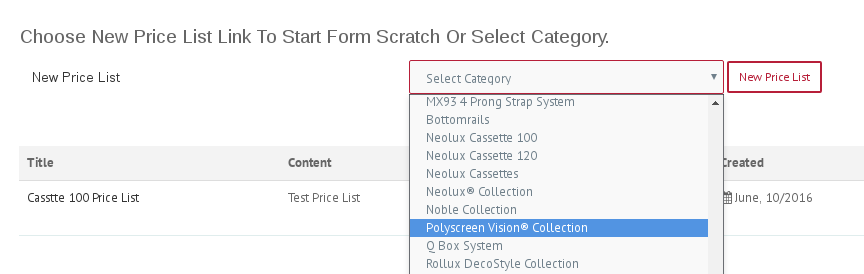 Choose New Price List Link To Start Form Scratch Or Select Category.
New Price List
Select Category
New Price List
MX93 4 Prong Strap System
Bottomrails
Neolux Cassette 100
Neolux Cassette 120
Neolux Cassettes
Neolux® Collection
Noble Collection
Polyscreen Vision® Collection
Q Box System
Rollux DecoStyle Collection
Title Content Created
Casstte 100 Price List Test Price List June, 10/2016